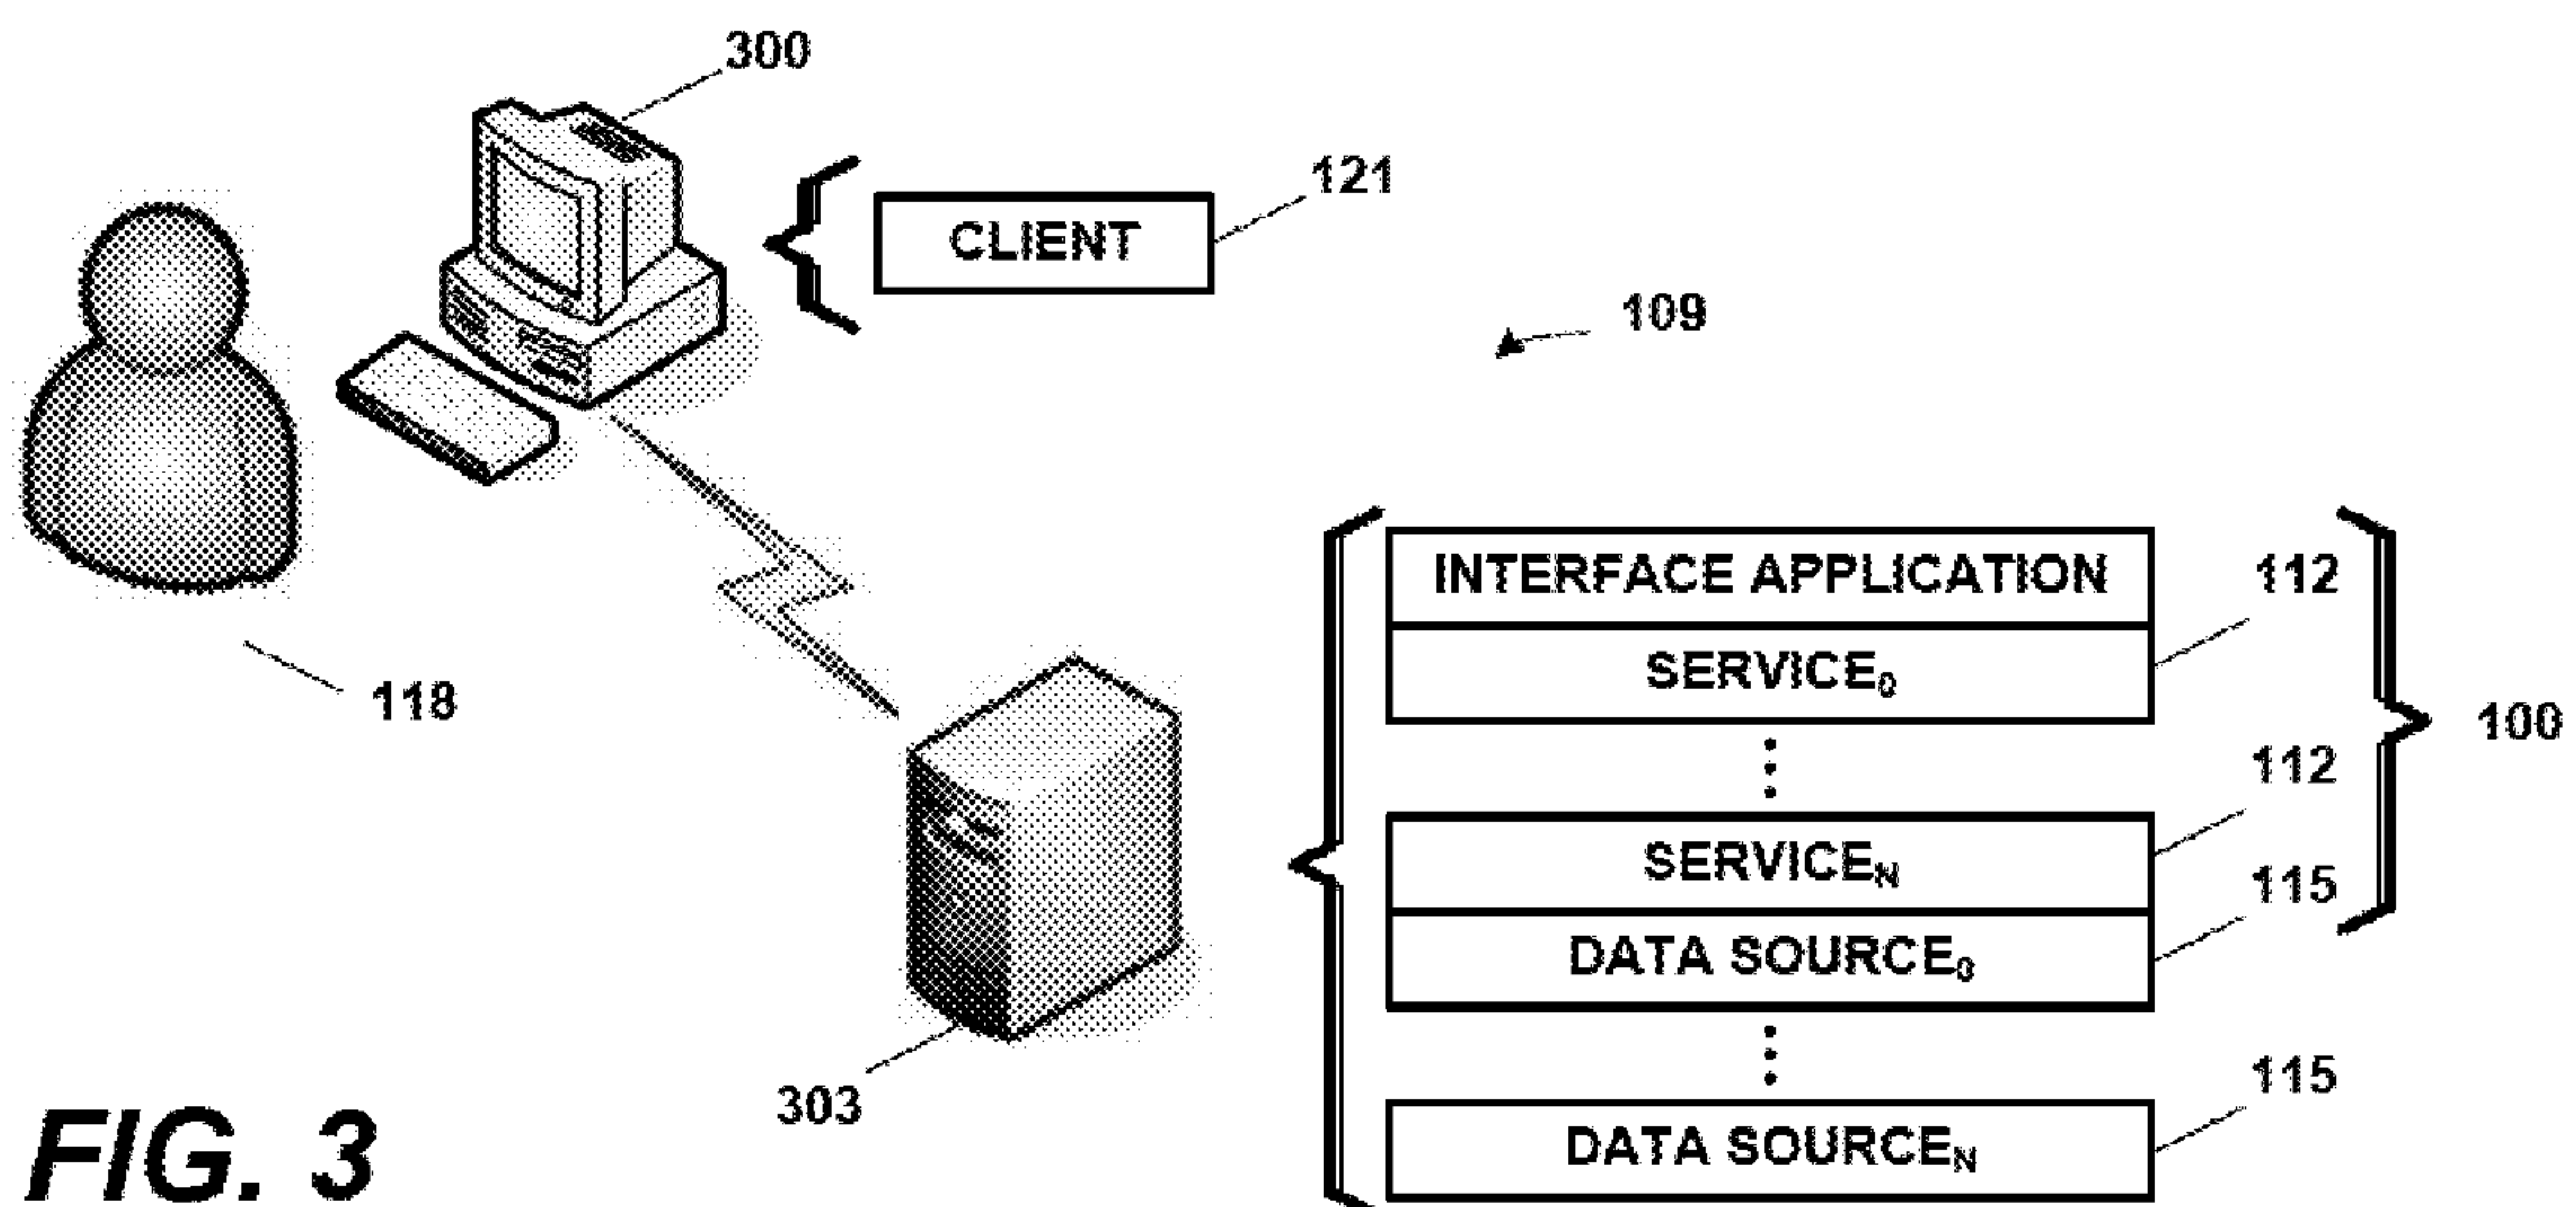 300
121
CLIENT
109
INTERFACE APPLICATION
112
SERVICE₀
118
100
112
SERVICEN
115
DATA SOURCE₀
303
115
FIG. 3
DATA SOURCEN